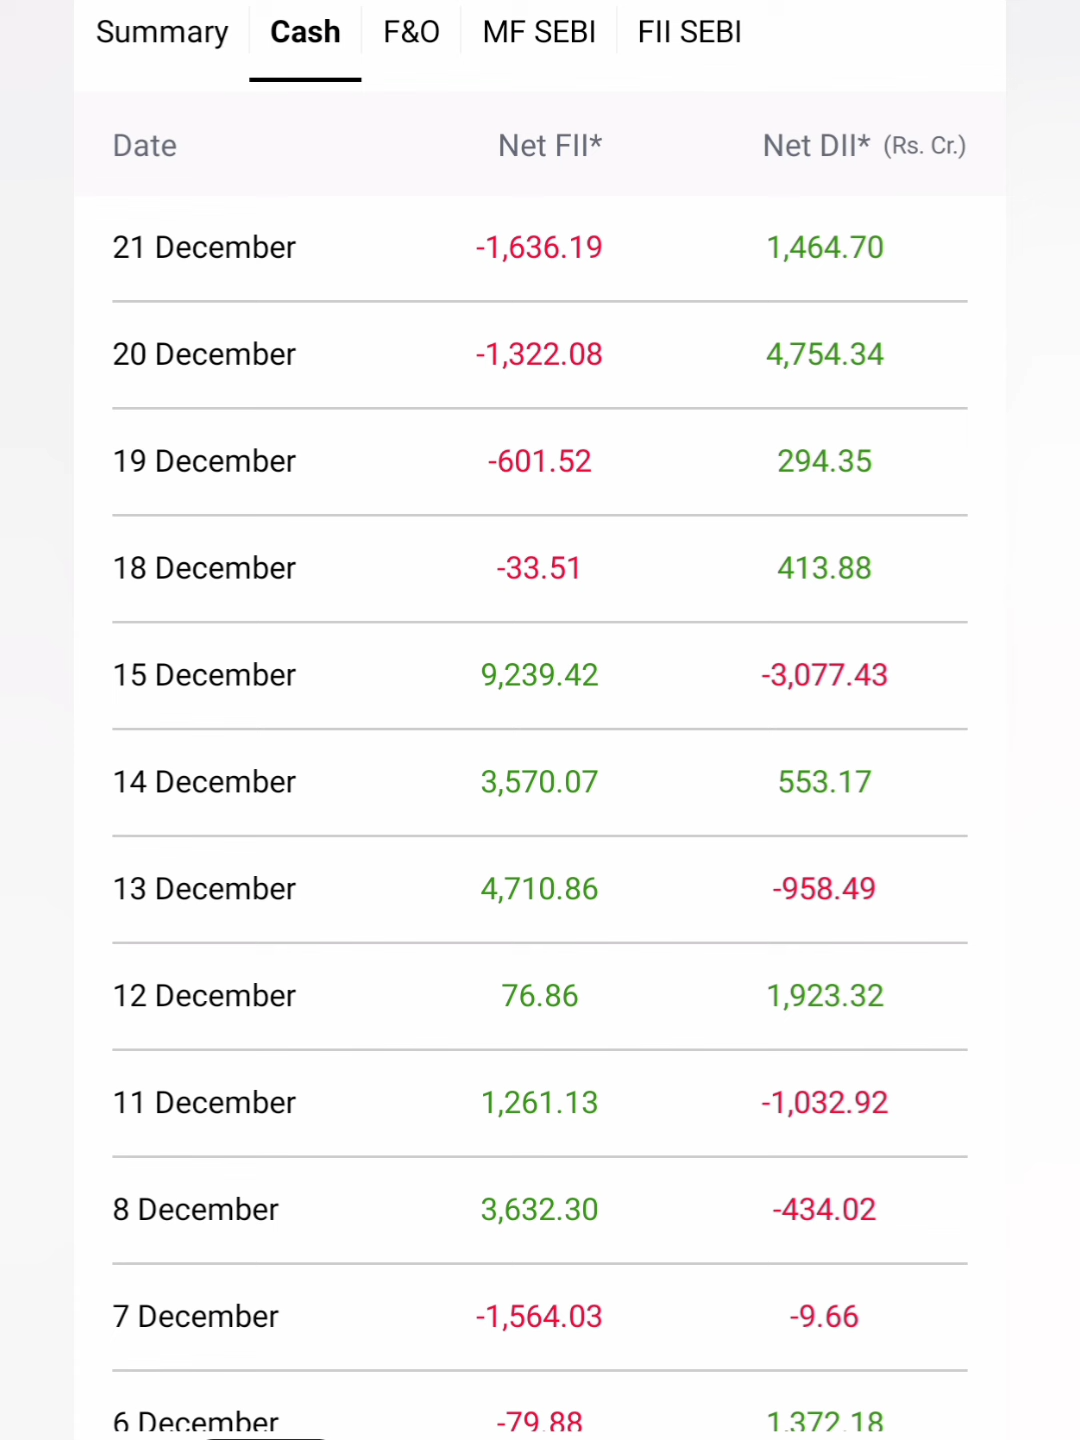 Summary Cash F&O MF SEBI FII SEBI
Date Net FII* Net DII* (Rs. Cr.)
21 December -1,636.19 1,464.70
20 December -1,322.08 4,754.34
19 December -601.52 294.35
18 December -33.51 413.88
15 December 9,239.42 -3,077.43
14 December 3,570.07 553.17
13 December 4,710.86 -958.49
12 December 76.86 1,923.32
11 December 1,261.13 -1,032.92
8 December 3,632.30 -434.02
7 December -1,564.03 -9.66
6 December -79.88 1,372.18